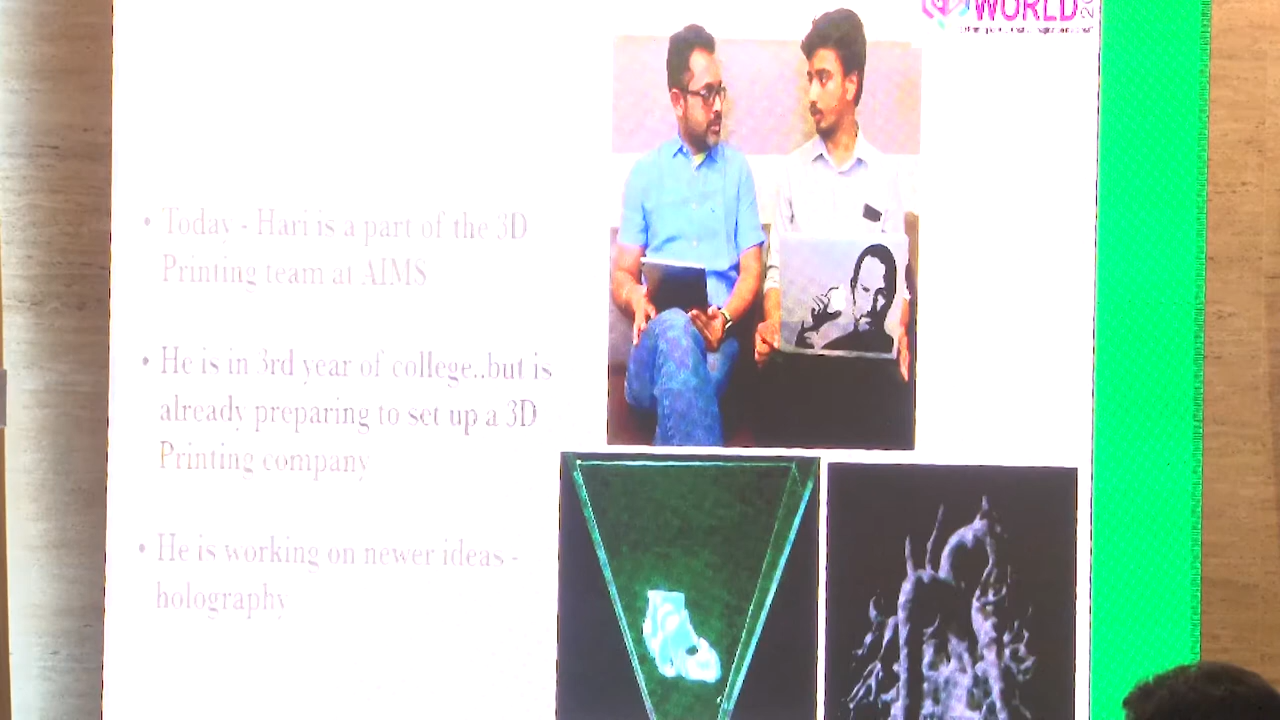 WORLD
• Today - Hari is a part of the 3D
Printing team at AIMS
• He is in 3rd year of college..but is
already preparing to set up a 3D
Printing company
• He is working on newer ideas -
holography